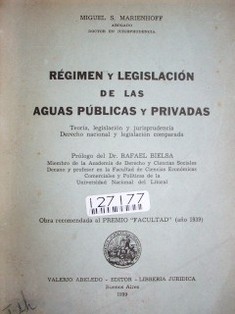 MIGUEL S. MARIENHOFF
ABOGADO
DOCTOR EN JURISPRUDENCIA
RÉGIMEN Y LEGISLACIÓN
DE LAS
AGUAS PÚBLICAS Y PRIVADAS
Teoría, legislación y jurisprudencia
Derecho nacional y legislación comparada
Prólogo del Dr. RAFAEL BIELSA
Miembro de la Academia de Derecho y Ciencias Sociales
Decano y profesor en la Facultad de Ciencias Económicas
Comerciales y Políticas de la
Universidad Nacional del Litoral
127177
Obra recomendada al PREMIO "FACULTAD" (año 1939)
VALERIO ABELEDO - EDITOR - LIBRERIA JURIDICA
Buenos Aires